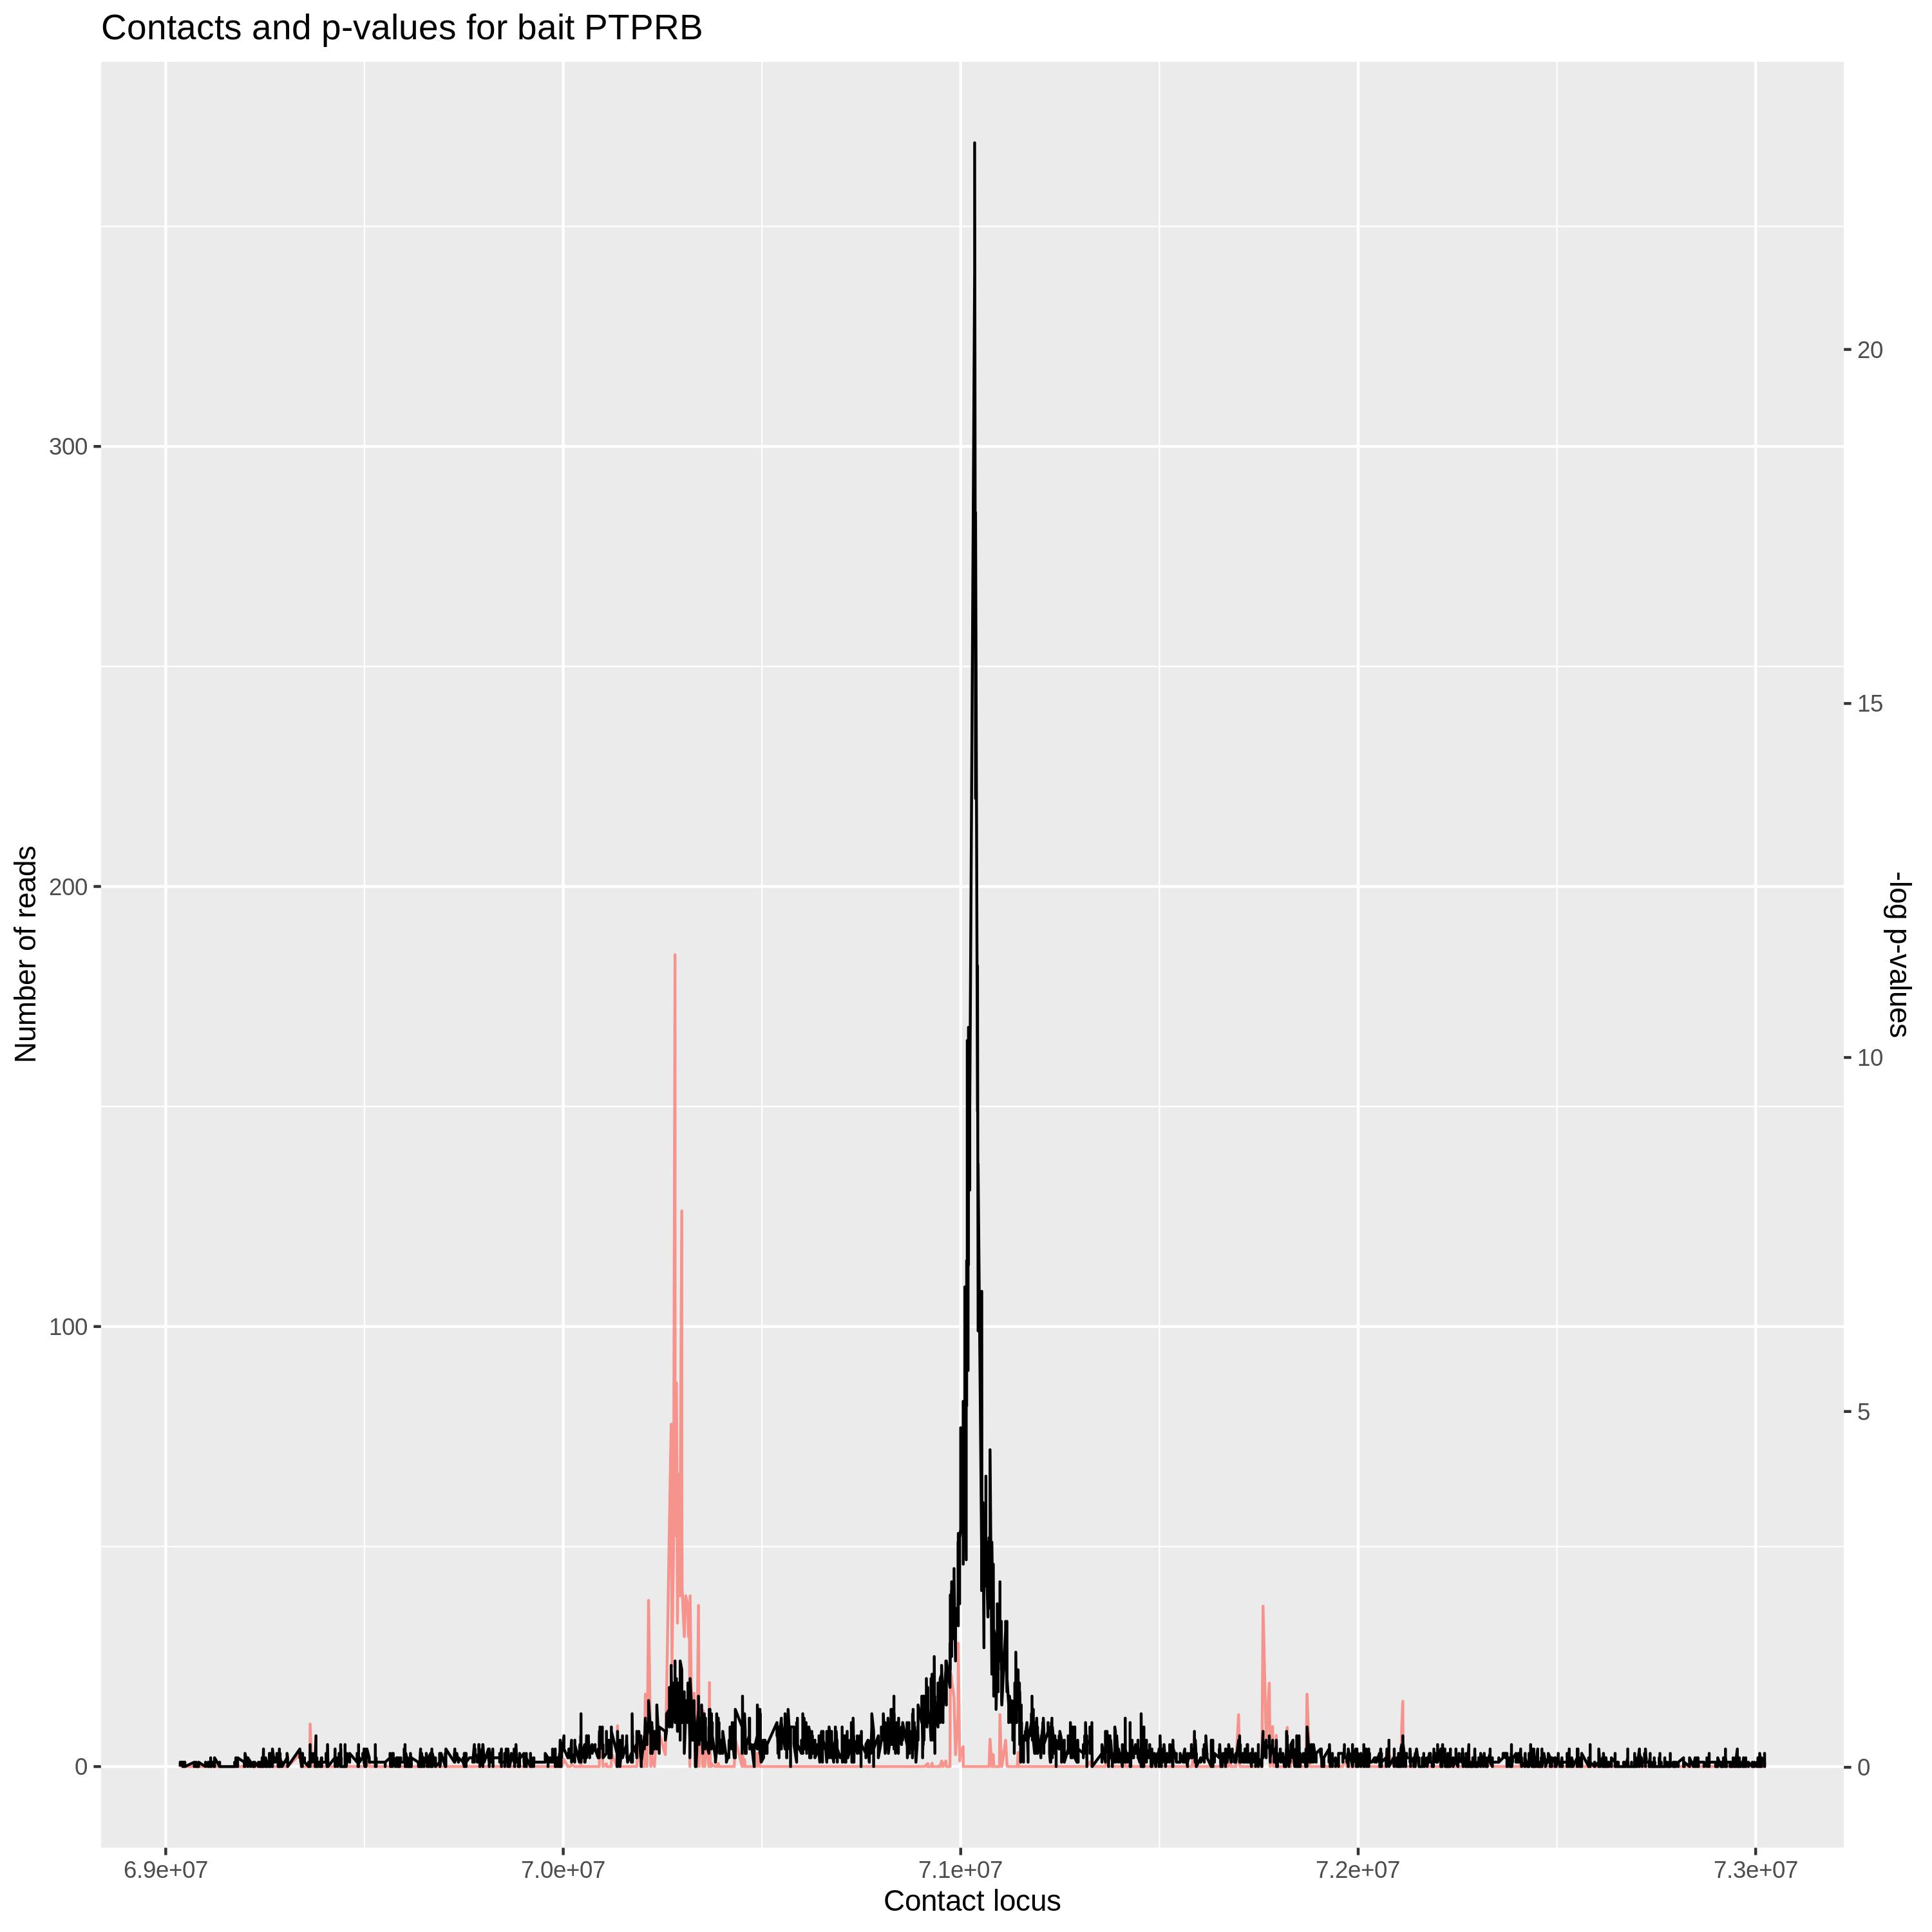 Contacts and p-values for bait PTPRB
Number of reads
300
200
100
0
20
15
10
5
0
-log p-values
6.9e+07 7.0e+07 7.1e+07 7.2e+07 7.3e+07
Contact locus